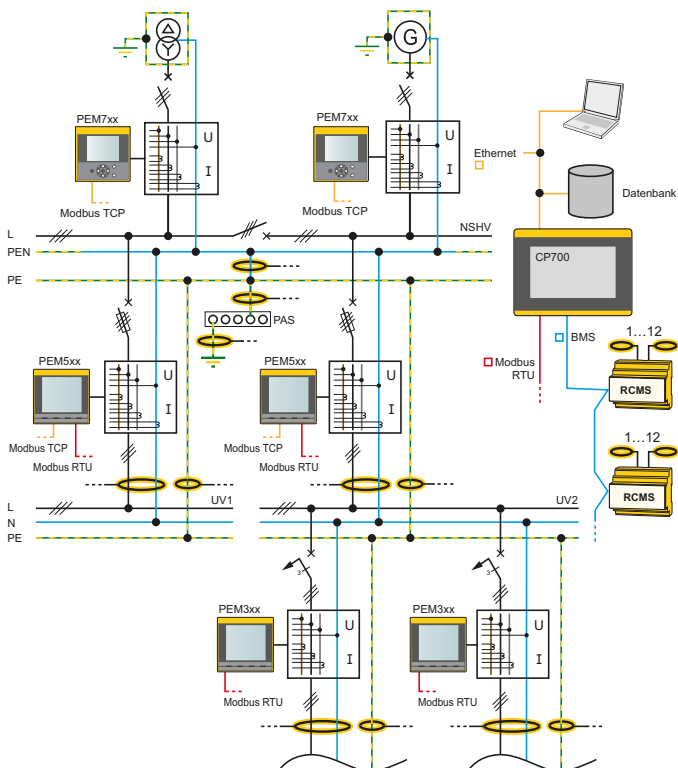 G
PEM7xx
U
I
Modbus TCP
PEM7xx
U
I
Modbus TCP
Ethernet
Datenbank
L
NSHV
PEN
PE
CP700
PAS
BMS
Modbus
RTU
1...12
RCMS
1...12
RCMS
PEM5xx
U
I
Modbus TCP
Modbus RTU
PEM5xx
U
I
Modbus TCP
Modbus RTU
L
UV1
UV2
N
PE
3
3
PEM3xx
U
I
Modbus RTU
PEM3xx
U
I
Modbus RTU